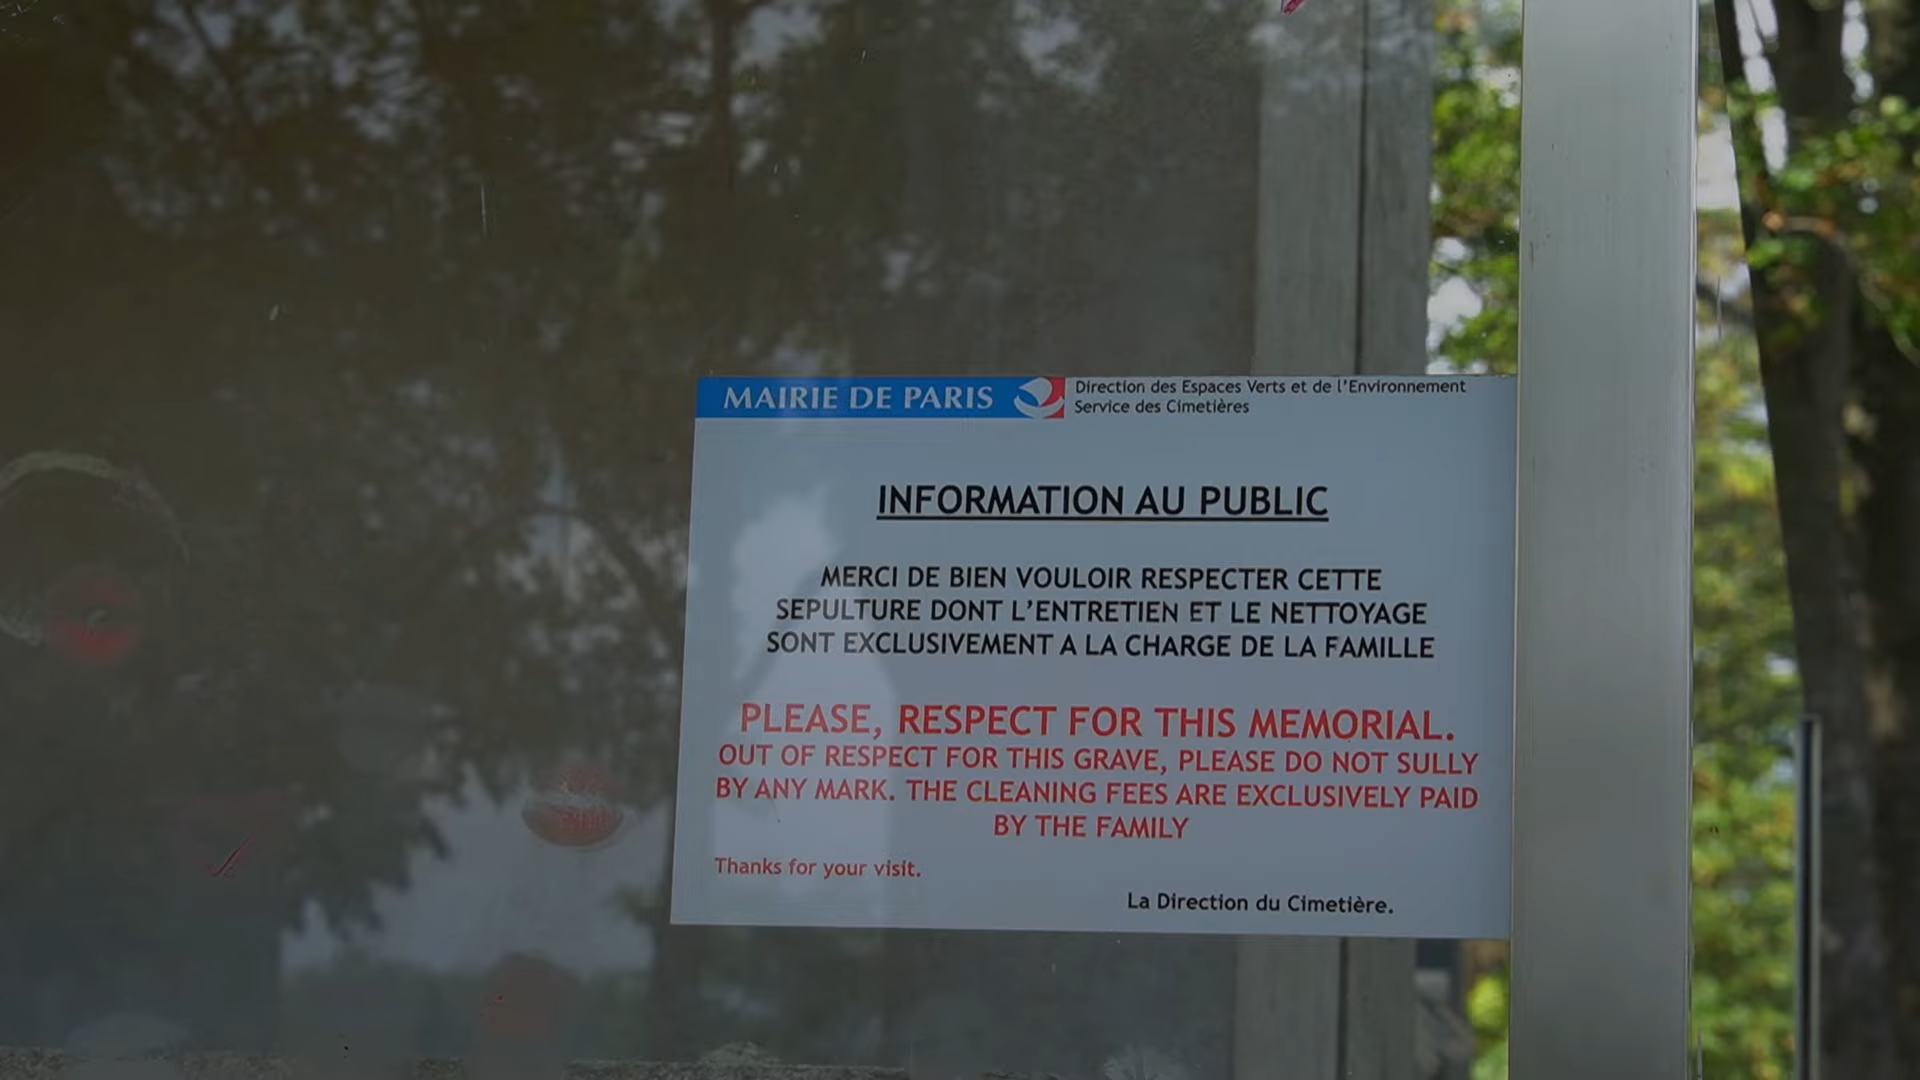 MAIRIE DE PARIS
Direction des Espaces Verts et de l'Environnement
Service des Cimetières
INFORMATION AU PUBLIC
MERCI DE BIEN VOULOIR RESPECTER CETTE
SEPULTURE DONT L'ENTRETIEN ET LE NETTOYAGE
SONT EXCLUSIVEMENT A LA CHARGE DE LA FAMILLE
PLEASE, RESPECT FOR THIS MEMORIAL.
OUT OF RESPECT FOR THIS GRAVE, PLEASE DO NOT SULLY
BY ANY MARK. THE CLEANING FEES ARE EXCLUSIVELY PAID
BY THE FAMILY
Thanks for your visit.
La Direction du Cimetière.